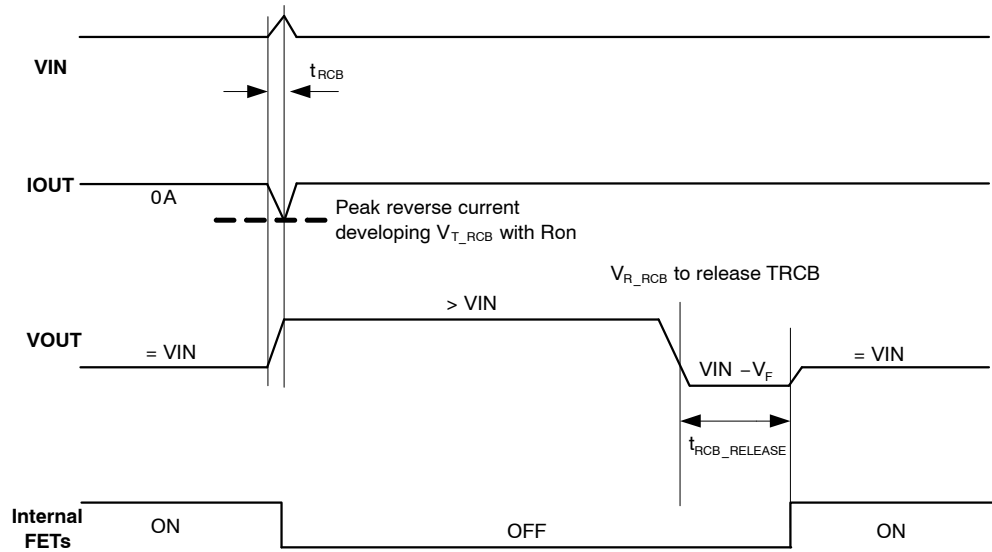 VIN
tRCB
IOUT
0A
Peak reverse current
developing VT_RCB with Ron
VR_RCB to release TRCB
> VIN
VOUT
= VIN
VIN −VF
= VIN
tRCB_RELEASE
Internal
FETs
ON
OFF
ON